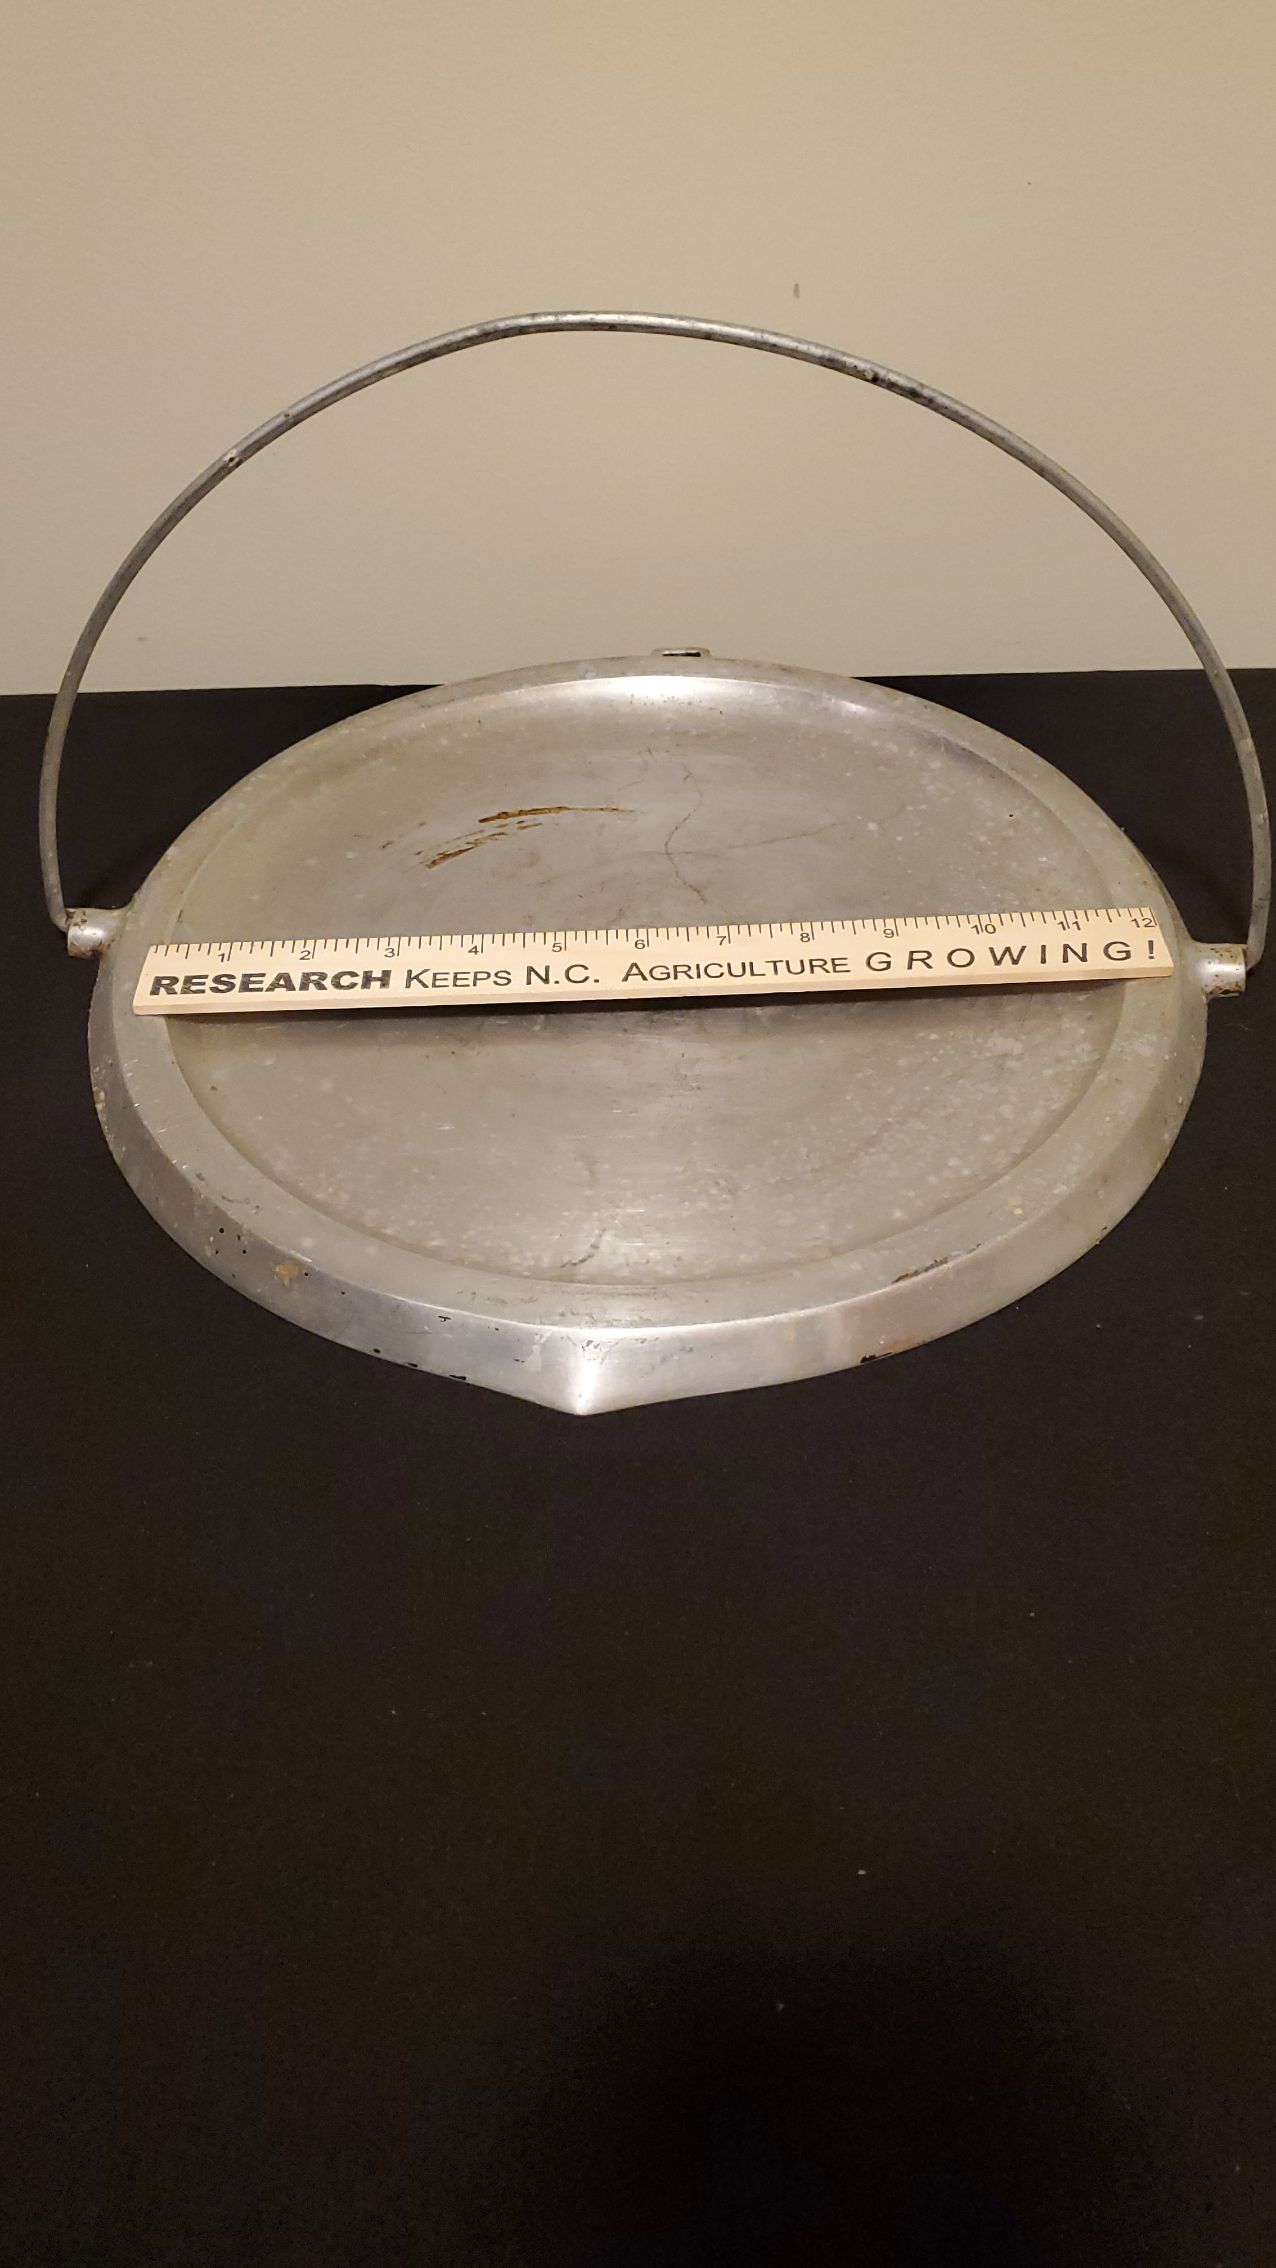 1 2 3 4 5 6 7 8 9 10 11 12
RESEARCH KEEPS N.C. AGRICULTURE GROWING!